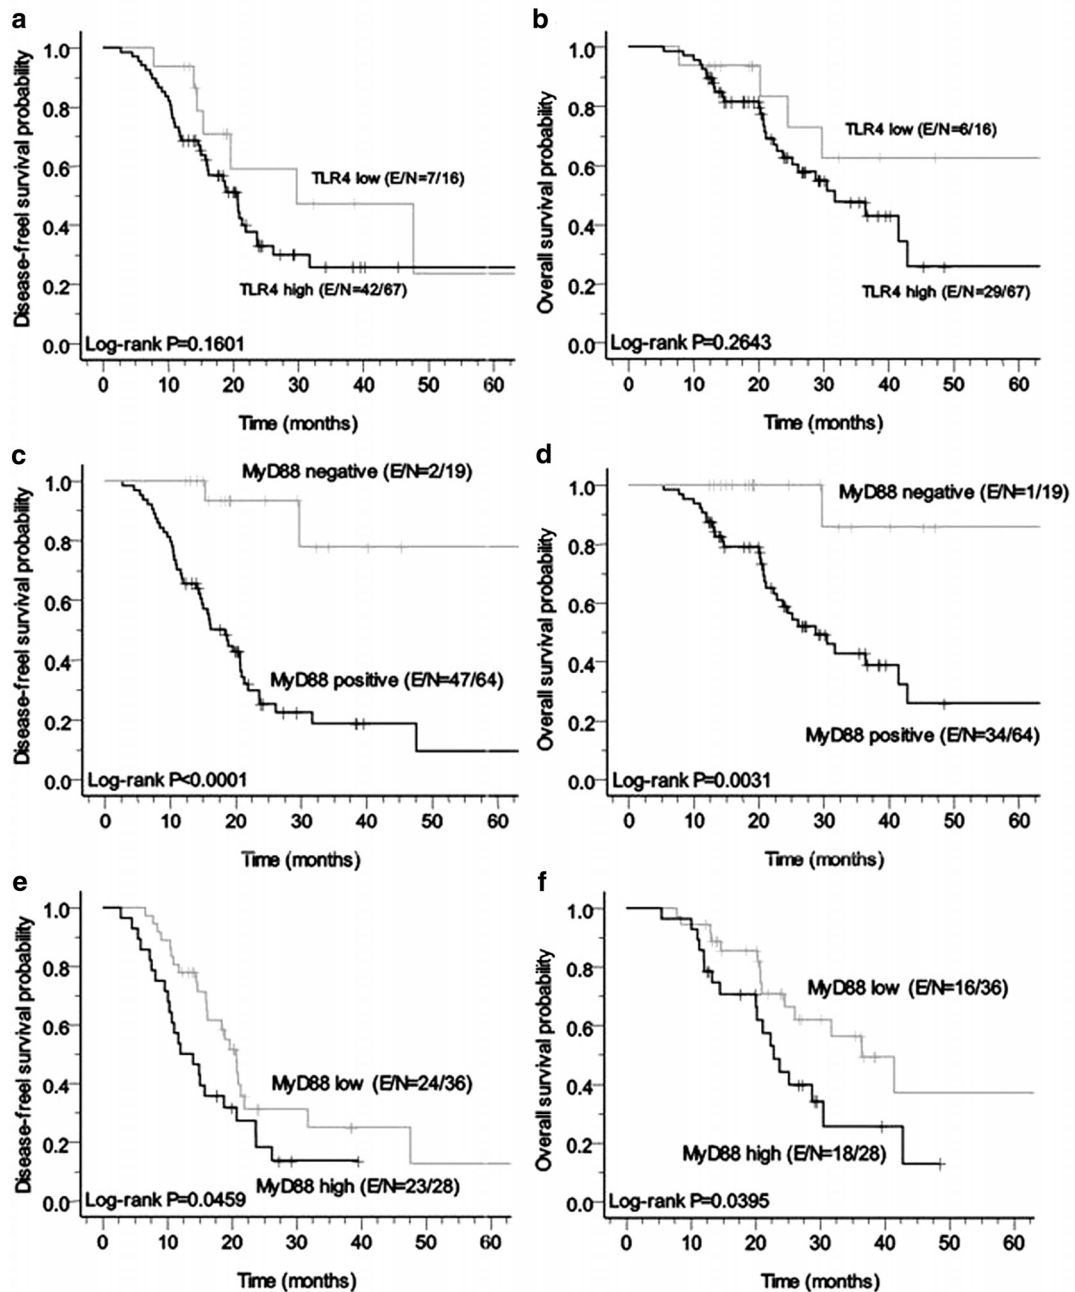 a
Disease-freel survival probability
1.0
0.8
0.6
0.4
0.2
0.0
TLR4 low (E/N=7/16)
TLR4 high (E/N=42/67)
Log-rank P=0.1601
0 10 20 30 40 50 60
Time (months)
b
Overall survival probability
1.0
0.8
0.6
0.4
0.2
0.0
TLR4 low (E/N=6/16)
TLR4 high (E/N=29/67)
Log-rank P=0.2643
0 10 20 30 40 50 60
Time (months)
c
Disease-freel survival probability
1.0
0.8
0.6
0.4
0.2
0.0
MyD88 negative (E/N=2/19)
MyD88 positive (E/N=47/64)
Log-rank P<0.0001
0 10 20 30 40 50 60
Time (months)
d
Overall survival probability
1.0
0.8
0.6
0.4
0.2
0.0
MyD88 negative (E/N=1/19)
MyD88 positive (E/N=34/64)
Log-rank P=0.0031
0 10 20 30 40 50 60
Time (months)
e
Disease-freel survival probability
1.0
0.8
0.6
0.4
0.2
0.0
MyD88 low (E/N=24/36)
MyD88 high (E/N=23/28)
Log-rank P=0.0459
0 10 20 30 40 50 60
Time (months)
f
Overall survival probability
1.0
0.8
0.6
0.4
0.2
0.0
MyD88 low (E/N=16/36)
MyD88 high (E/N=18/28)
Log-rank P=0.0395
0 10 20 30 40 50 60
Time (months)